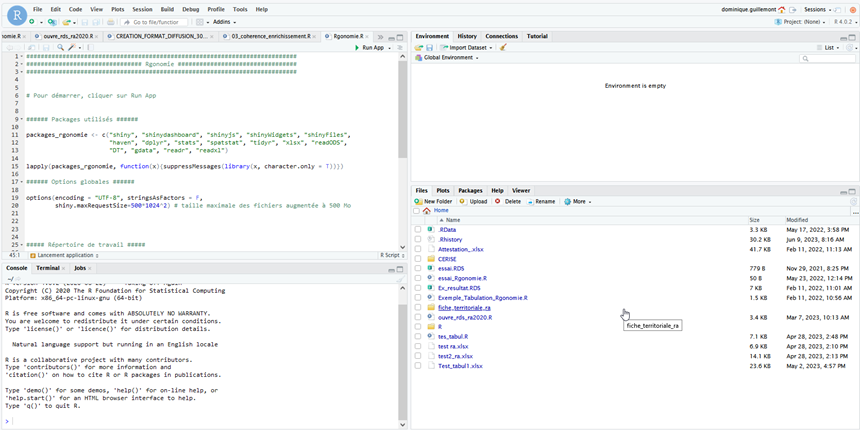 File Edit Code View Plots Session Build Debug Profile Tools Help
dominique guillemont
Sessions
Go to file/function
Addins
Project: (None)
R 4.0.2
nomie.R
ouvre_rds_ra2020.R
CREATION_FORMAT_DIFFUSION_30...
03_coherence_enrichissement.R
Rgonomie.R
Run App
1 ####
2 #### Rgonomie ####
3 ####
4
5
6 # Pour démarrer, cliquer sur Run App
7
8
9 ###### Packages utilisés ######
10
11 packages_rgonomie <- c("shiny", "shinydashboard", "shinyjs", "shinyWidgets", "shinyFiles",
12 "haven", "dplyr", "stats", "spatstat", "tidyr", "xlsx", "readODS",
13 "DT", "gdata", "readr", "readxl")
14
15 lapply(packages_rgonomie, function(x)(suppressMessages(library(x, character.only = T))))
16
17 ###### Options globales ######
18
19 options(encoding = "UTF-8", stringsAsFactors = F,
20 shiny.maxRequestSize=500*1024^2) # taille maximale des fichiers augmentée à 500 Mo
21
22
23
24
25 ##### Répertoire de travail #####
45:1
Lancement application
R Script
Console Terminal Jobs
~/
Copyright (C) 2020 The R Foundation for Statistical Computing
Platform: x86_64-pc-linux-gnu (64-bit)
R is free software and comes with ABSOLUTELY NO WARRANTY.
You are welcome to redistribute it under certain conditions.
Type 'license()' or 'licence()' for distribution details.
Natural language support but running in an English locale
R is a collaborative project with many contributors.
Type 'contributors()' for more information and
'citation()' on how to cite R or R packages in publications.
Type 'demo()' for some demos, 'help()' for on-line help, or
'help.start()' for an HTML browser interface to help.
Type 'q()' to quit R.
>
Environment History Connections Tutorial
Import Dataset
List
Global Environment
Environment is empty
Files Plots Packages Help Viewer
New Folder Upload Delete Rename More
Home
Name Size Modified
.RData 3.3 KB May 17, 2022, 3:58 PM
.Rhistory 30.2 KB Jun 9, 2023, 8:16 AM
Attestation_.xlsx 41.7 KB Feb 11, 2022, 11:13 AM
CERISE
essai.RDS 779 B Nov 29, 2021, 8:25 PM
essai_Rgonomie.R 50 B May 23, 2022, 12:14 PM
Ex_resultat.RDS 7 KB Feb 11, 2022, 11:01 AM
Exemple_Tabulation_Rgonomie.R 1.5 KB Feb 11, 2022, 10:56 AM
fiche_territoriale_ra
ouvre_rds_ra2020.R 3.4 KB Mar 7, 2023, 10:13 AM
R
tes_tabul.R 7.1 KB Apr 28, 2023, 2:48 PM
test ra.xlsx 6.9 KB Apr 28, 2023, 2:10 PM
test2_ra.xlsx 14.1 KB Apr 28, 2023, 2:13 PM
Test_tabul1.xlsx 23.6 KB May 2, 2023, 4:57 PM
fiche_territoriale_ra